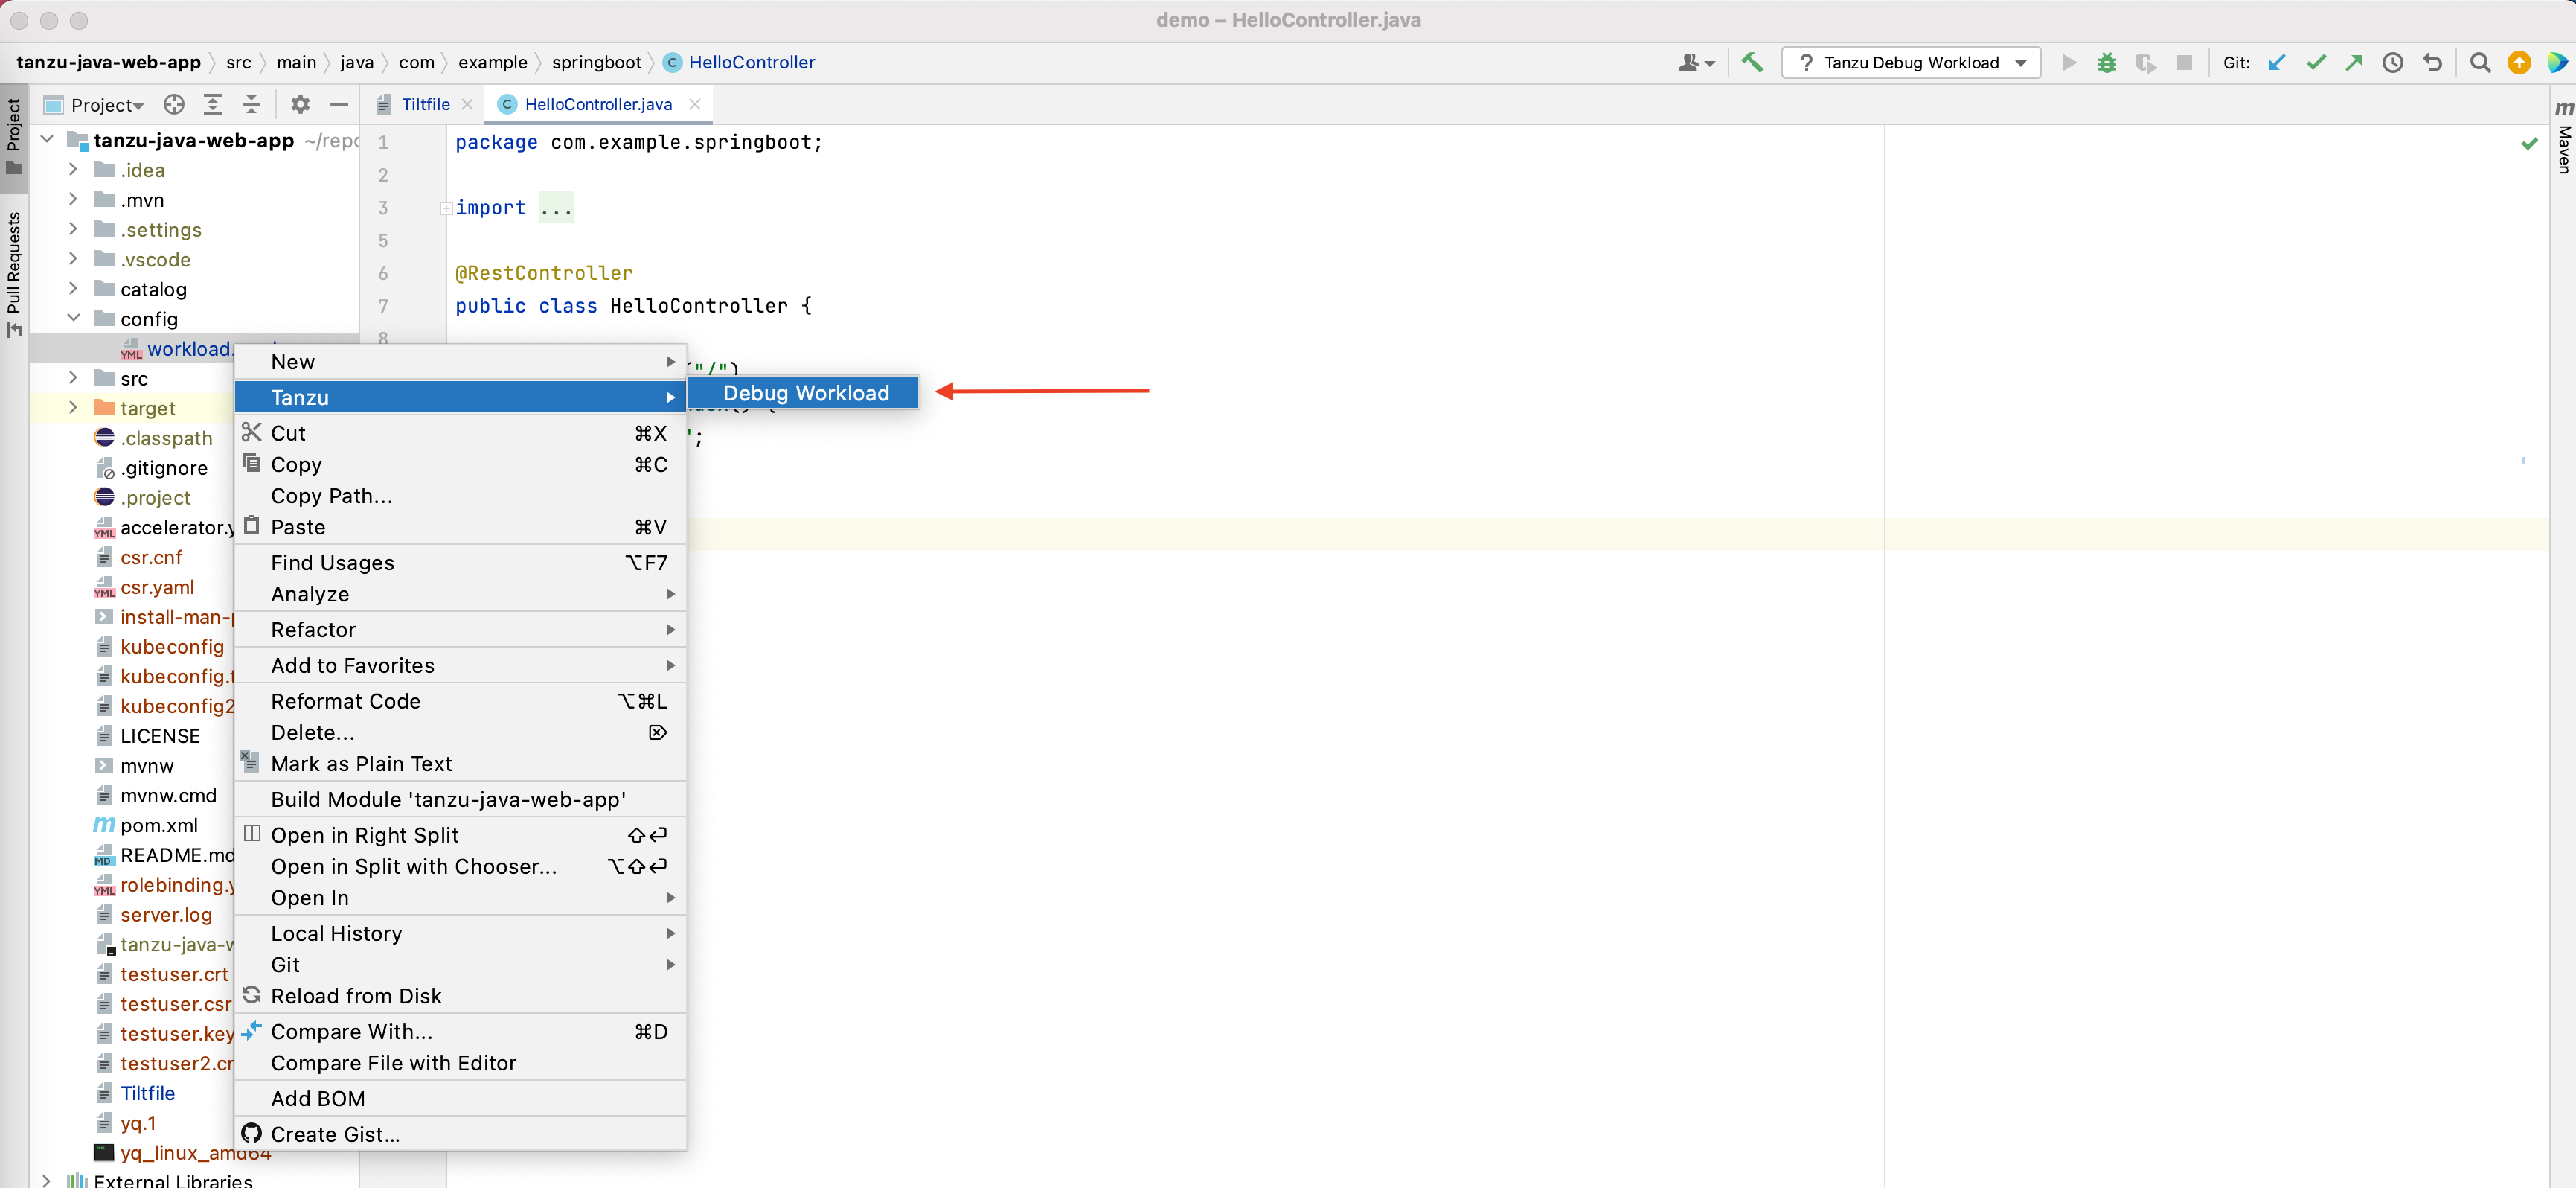 demo – HelloController.java
tanzu-java-web-app src main java com example springboot C HelloController
? Tanzu Debug Workload
Git:
Project
Tiltfile
C HelloController.java
Project
Pull Requests
m Maven
tanzu-java-web-app
.idea
.mvn
.settings
.vscode
catalog
config
YML workload.
src
target
.classpath
.gitignore
.project
YML accelerator.y
csr.cnf
YML csr.yaml
install-man-
kubeconfig
kubeconfig.
kubeconfig2
LICENSE
mvnw
mvnw.cmd
m pom.xml
MD README.md
YML rolebinding.y
server.log
tanzu-java-w
testuser.crt
testuser.csr
testuser.key
testuser2.cr
Tiltfile
yq.1
yq_linux_amd64
External Libraries
1 package com.example.springboot;
2
3 import ...
5
6 @RestController
7 public class HelloController {
8
("/")
() {
";
New
Tanzu
Debug Workload
Cut ⌘X
Copy ⌘C
Copy Path...
Paste ⌘V
Find Usages ⌥F7
Analyze
Refactor
Add to Favorites
Reformat Code ⌥⌘L
Delete... ⌦
Mark as Plain Text
Build Module 'tanzu-java-web-app'
Open in Right Split ⇧⏎
Open in Split with Chooser... ⌥⇧⏎
Open In
Local History
Git
Reload from Disk
Compare With... ⌘D
Compare File with Editor
Add BOM
Create Gist...